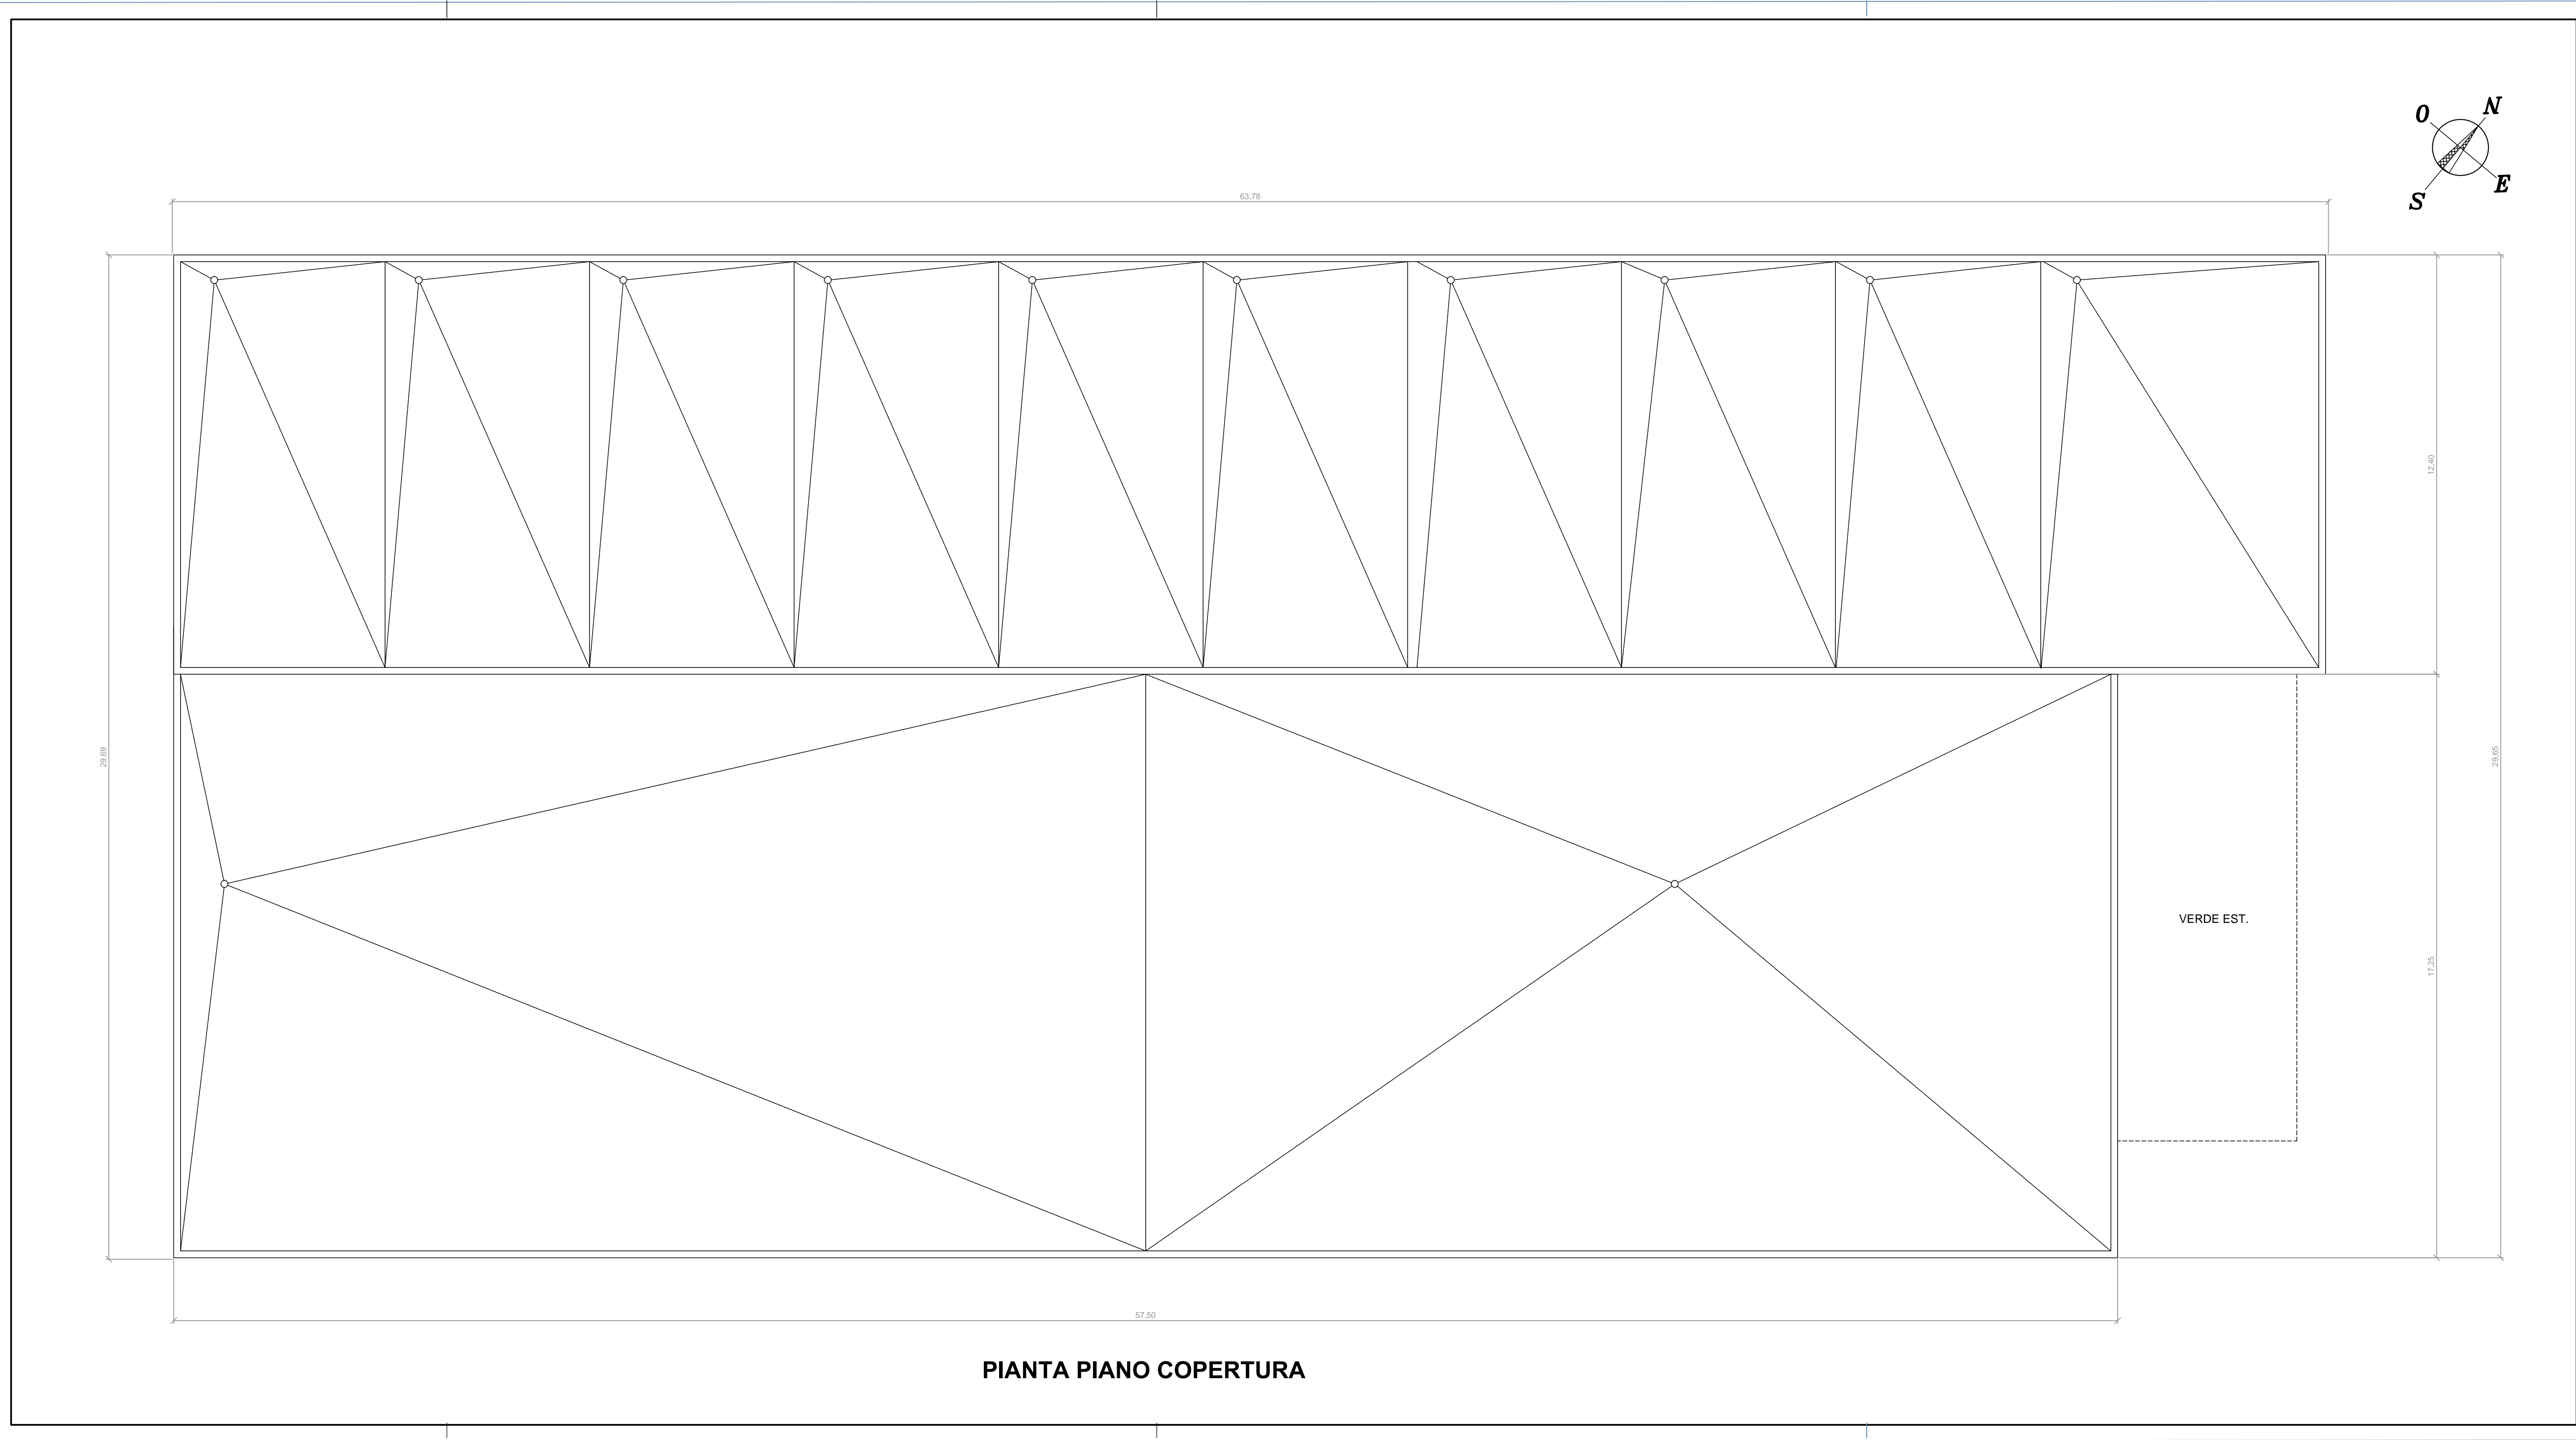 O
N
S
E
63,78
12,40
29,69
29,65
VERDE EST.
17,25
57,50
PIANTA PIANO COPERTURA